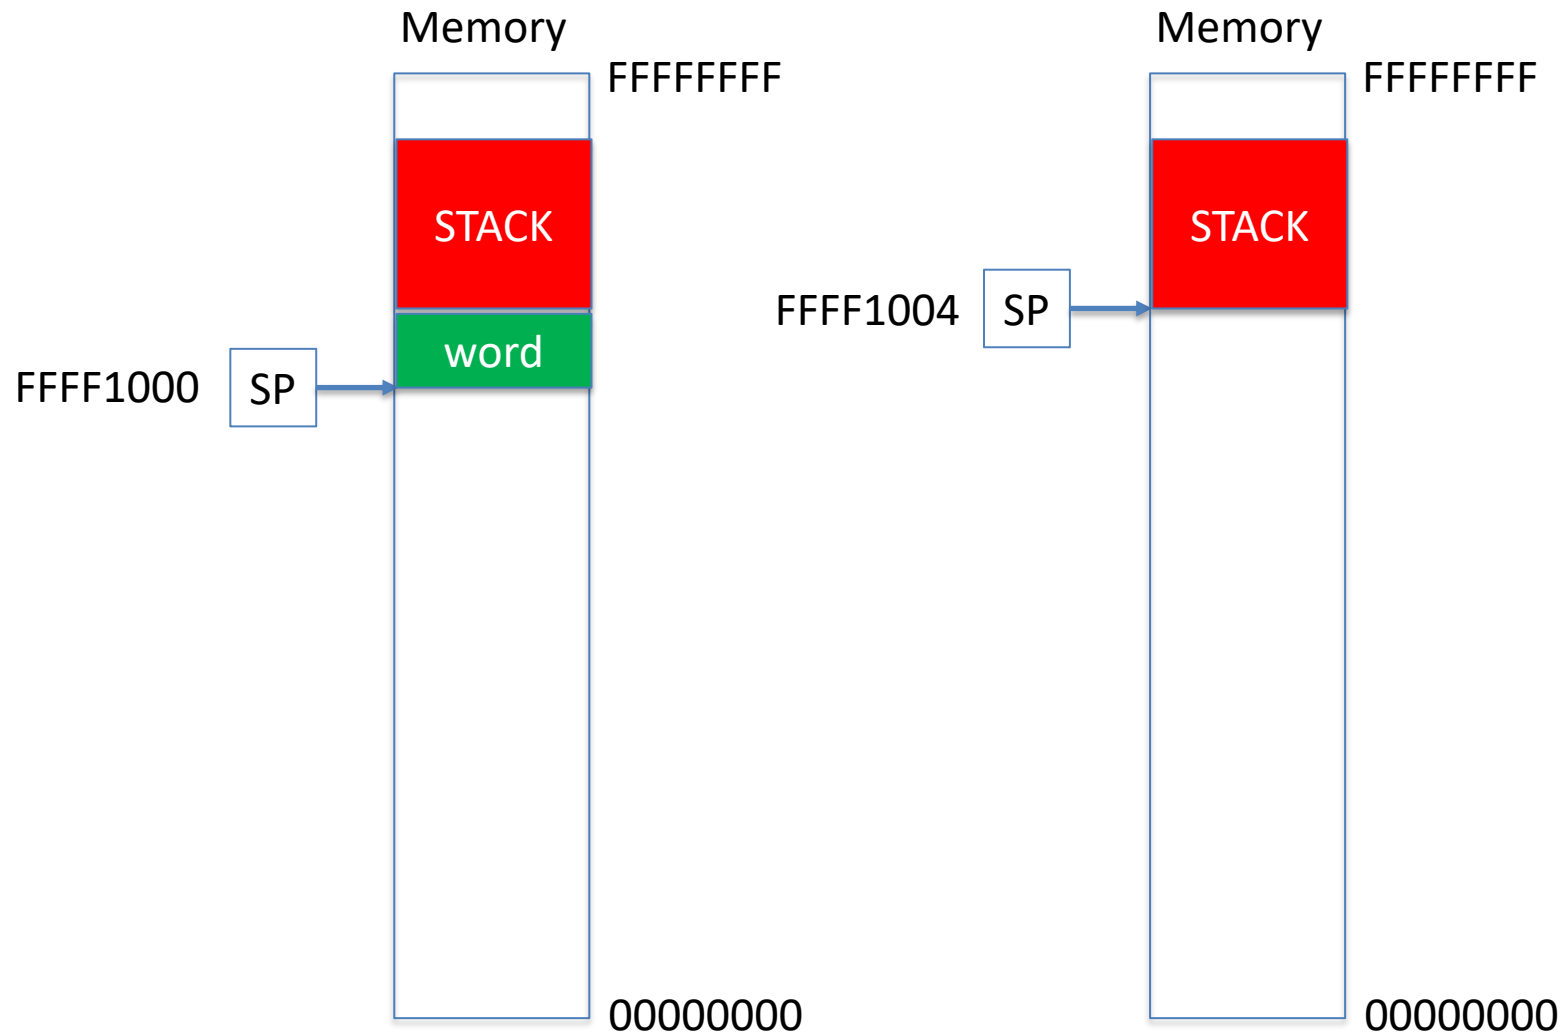 Memory
FFFFFFFF
STACK
word
FFFF1000
SP
00000000
Memory
FFFFFFFF
STACK
FFFF1004
SP
00000000